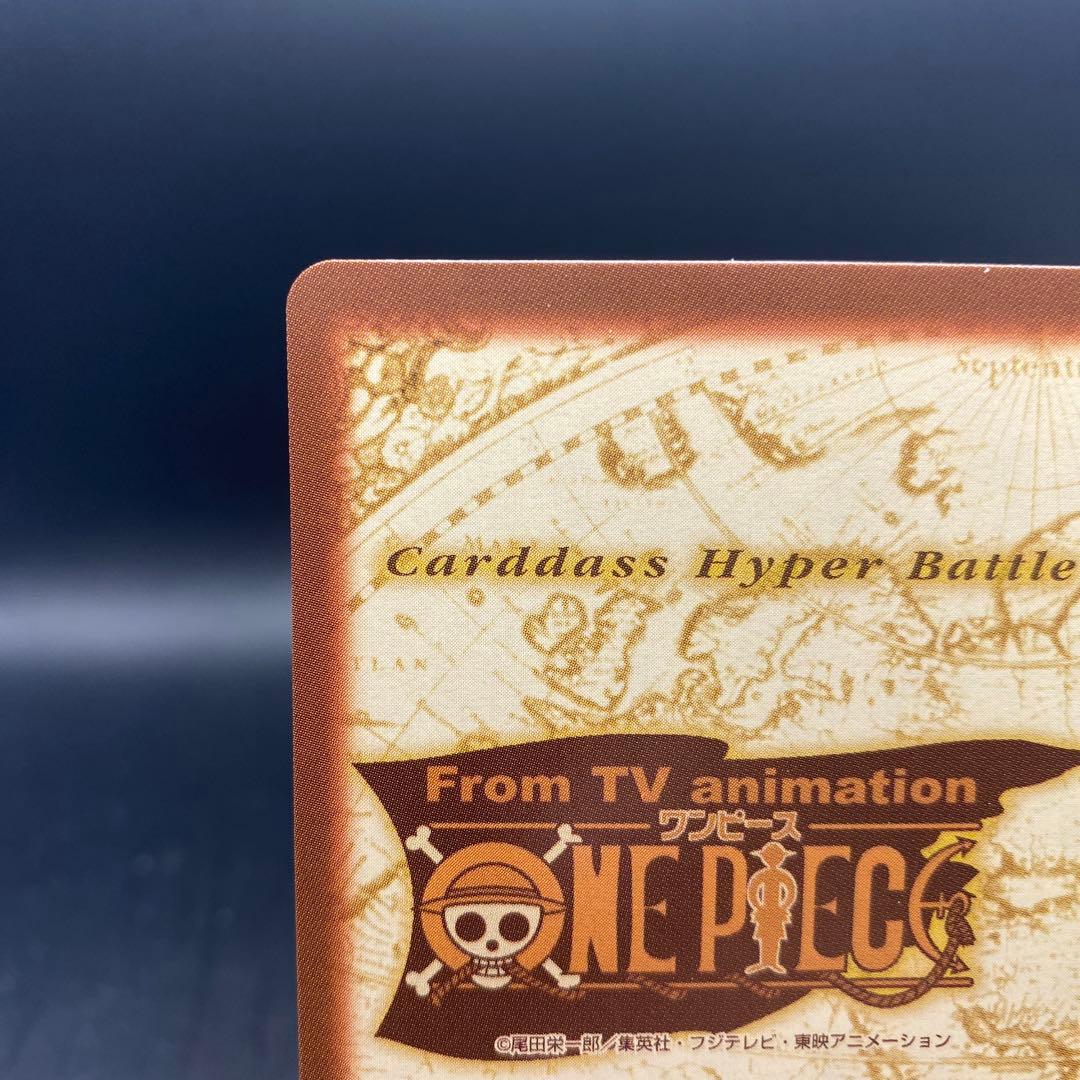 Septentri
Carddass Hyper Battle
TLAN
From TV animation
ワンピース
ONE PIECE
©尾田栄一郎／集英社・フジテレビ・東映アニメーション